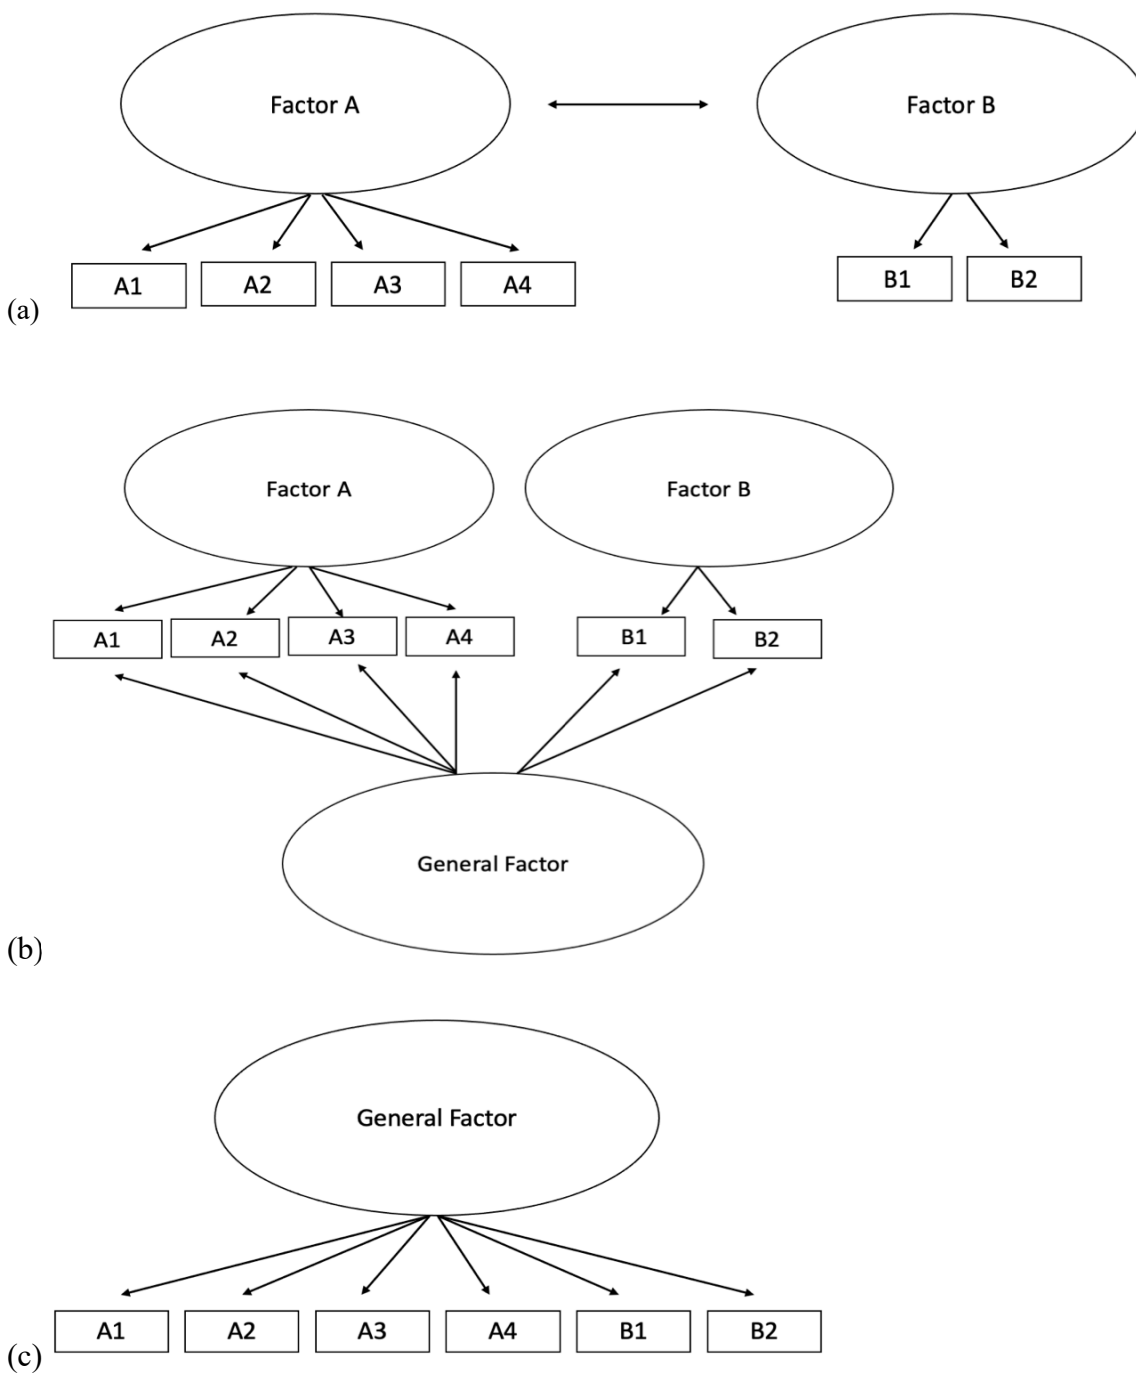 Factor A Factor B
A1 A2 A3 A4 B1 B2
(a)
Factor A Factor B
A1 A2 A3 A4 B1 B2
General Factor
(b)
General Factor
A1 A2 A3 A4 B1 B2
(c)